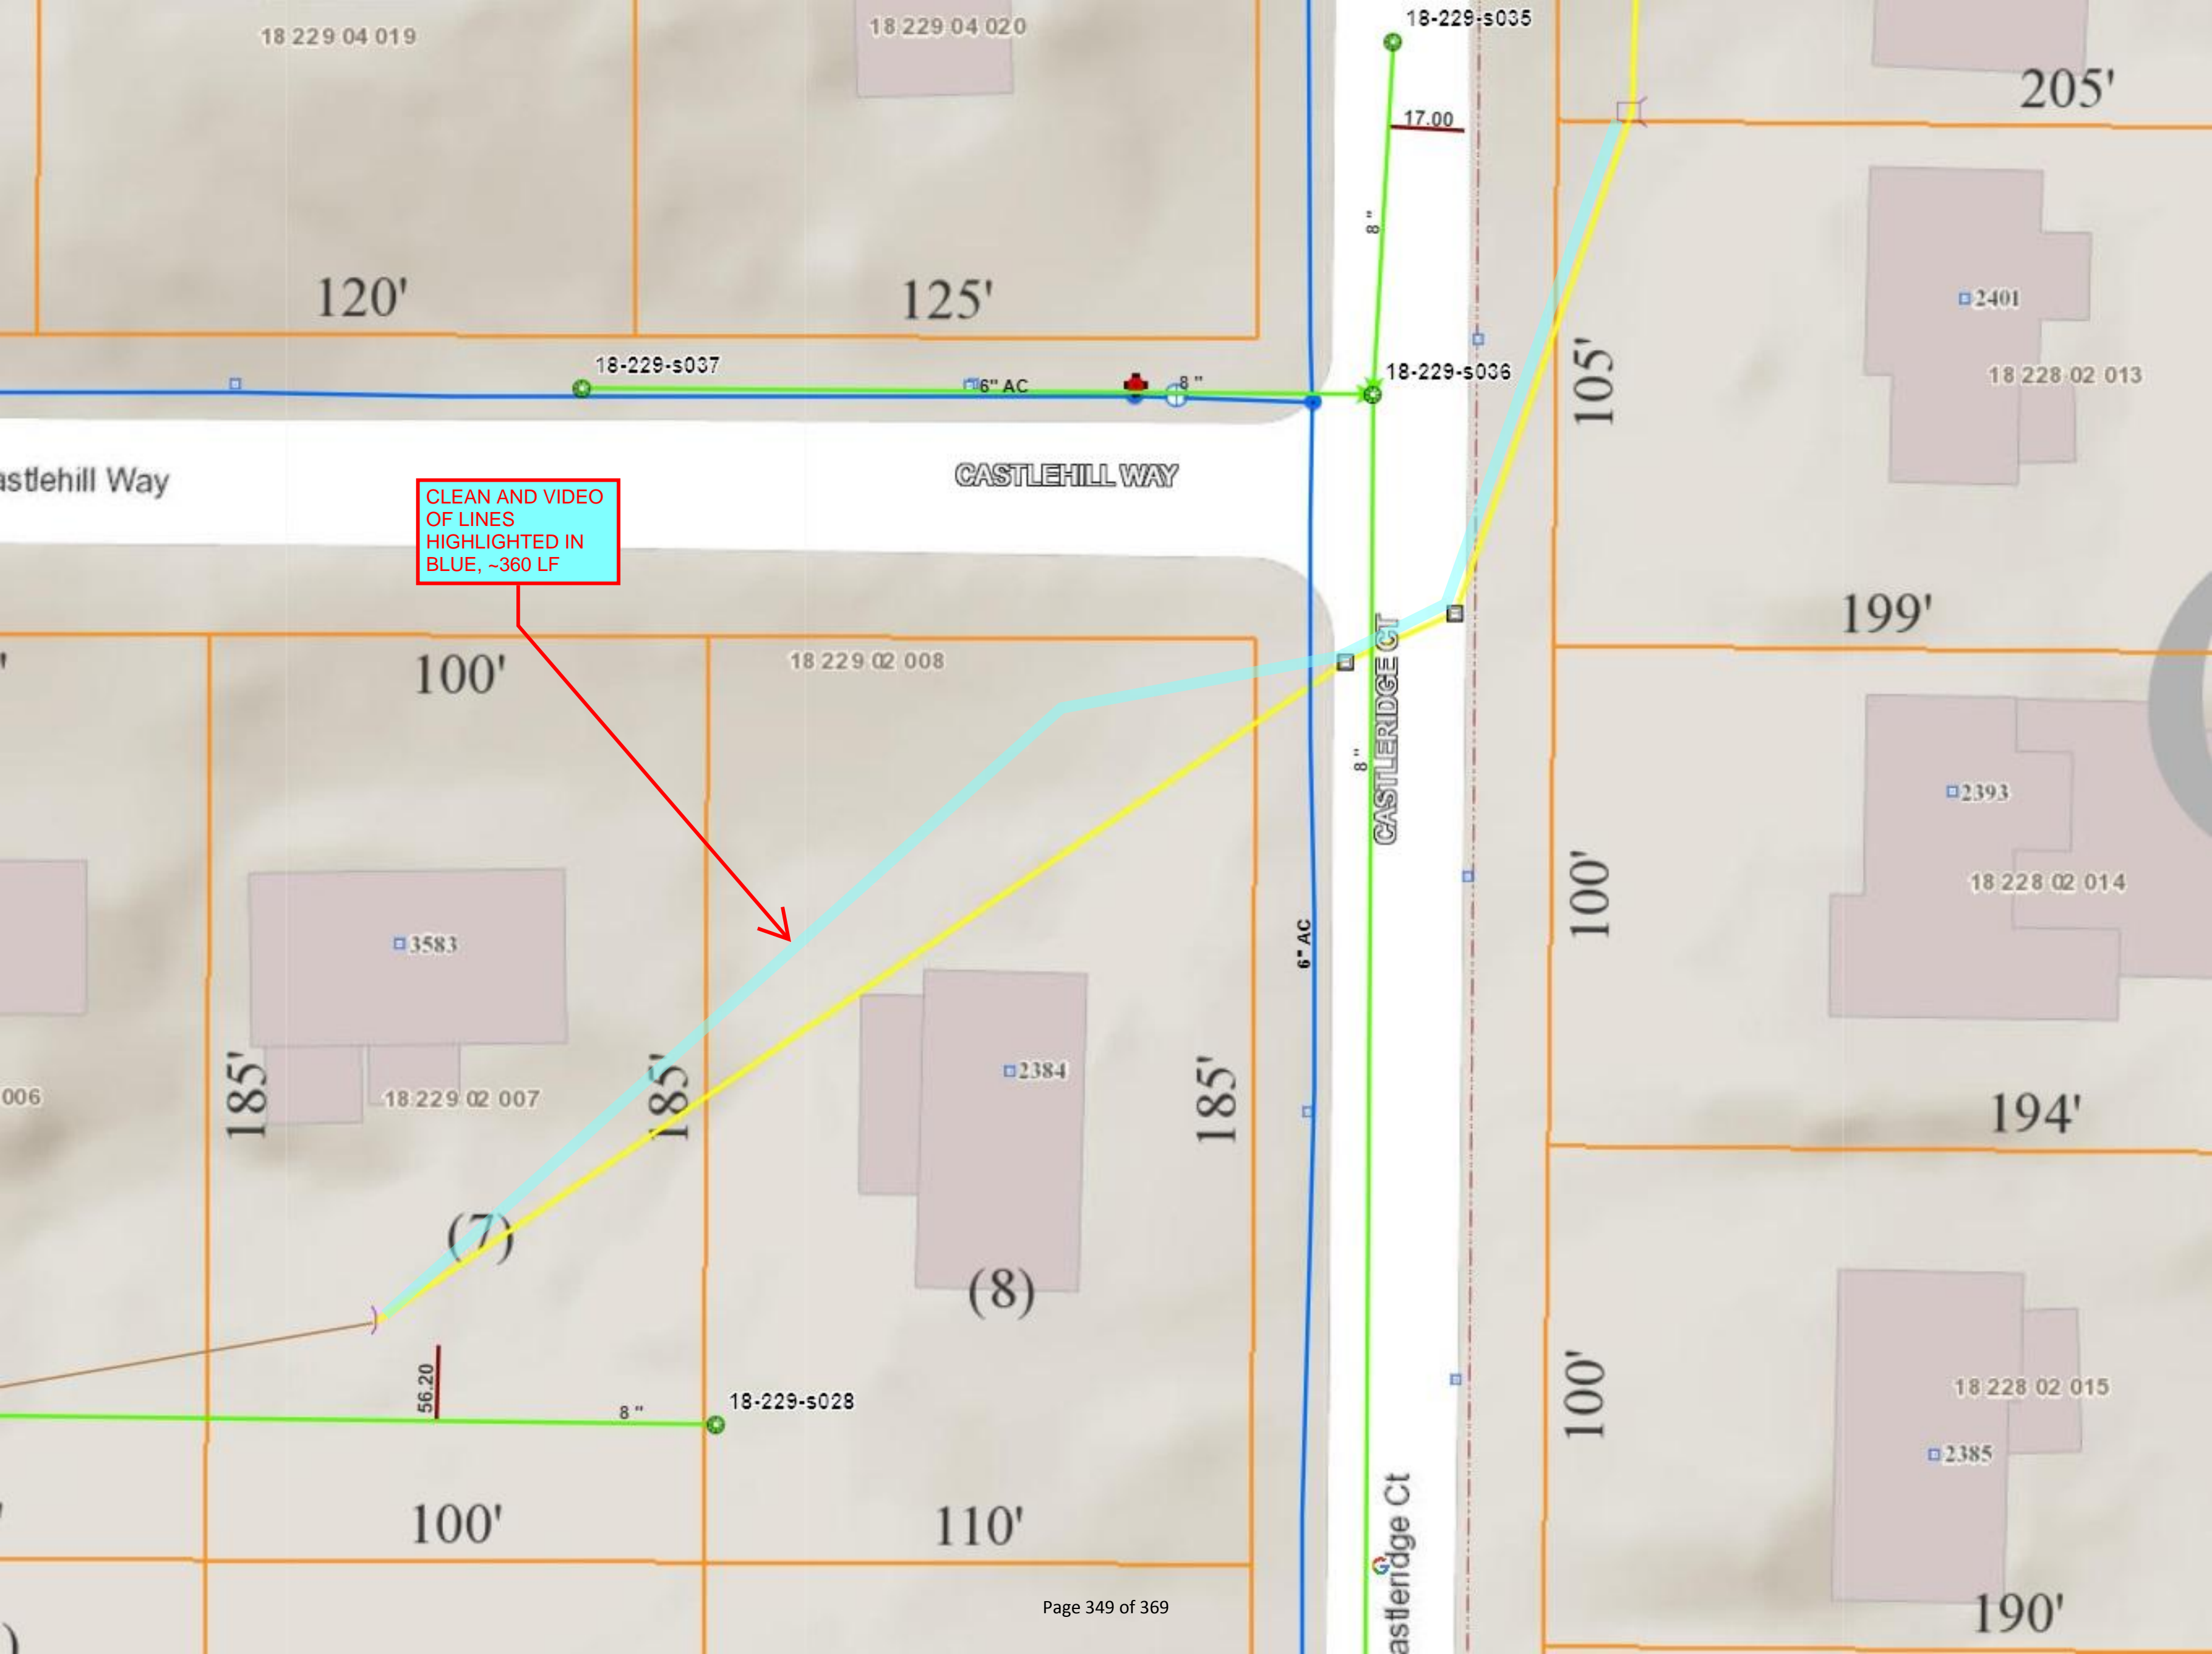 18-229-s035
18 229 04 019
18 229 04 020
205'
17.00
8 "
120'
125'
2401
18-229-s037
18-229-s036
105'
18 228 02 013
6" AC
8 "
astlehill Way
CASTLEHILL WAY
CLEAN AND VIDEO
OF LINES
HIGHLIGHTED IN
BLUE, ~360 LF
199'
'
100'
18 229 02 008
CASTLERIDGE CT
8 "
2393
18 228 02 014
100'
6" AC
3583
2384
185'
185'
185'
006
18 229 02 007
194'
(7)
(8)
56.20
8 "
18-229-s028
100'
18 228 02 015
2385
'
100'
110'
astleridge Ct
Page 349 of 369
190'
)